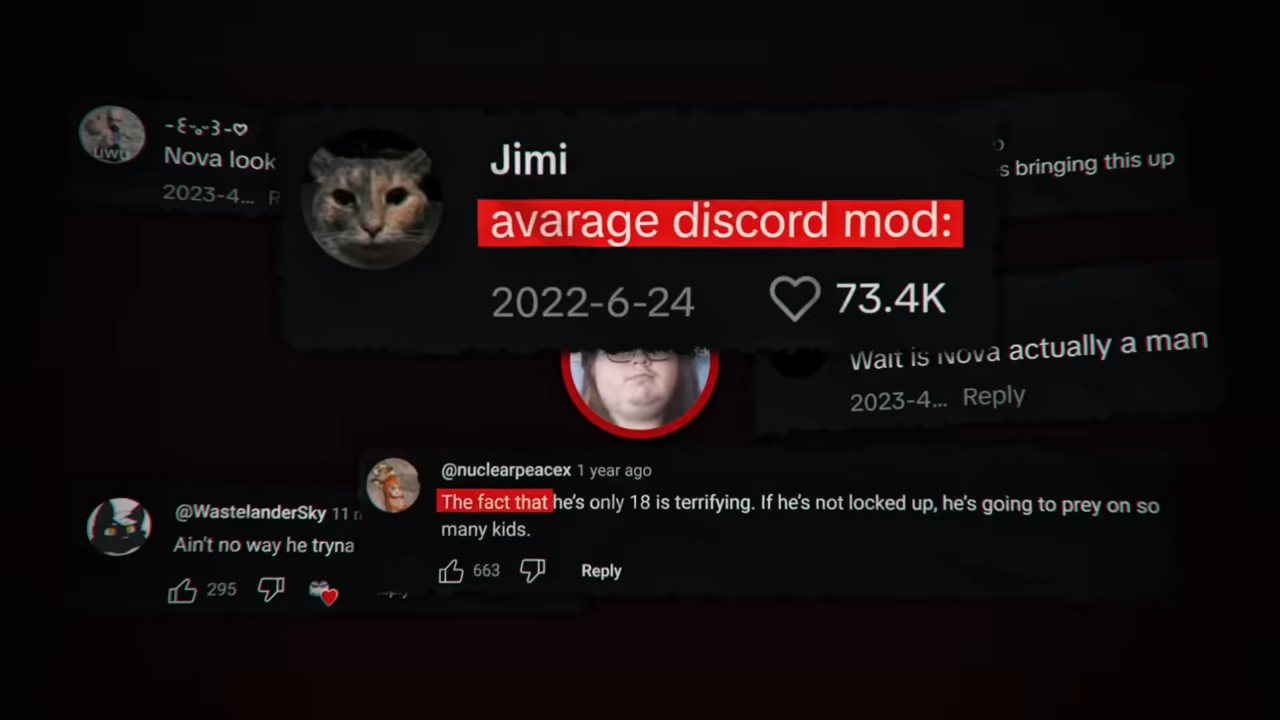 Nova look
2023-4...
uwu
Jimi
avarage discord mod:
2022-6-24
73.4K
s bringing this up
Wait is Nova actually a man
2023-4... Reply
@nuclearpeacex 1 year ago
The fact that he's only 18 is terrifying. If he's not locked up, he's going to prey on so
many kids.
663 Reply
@WastelanderSky 11
Ain't no way he tryna
295